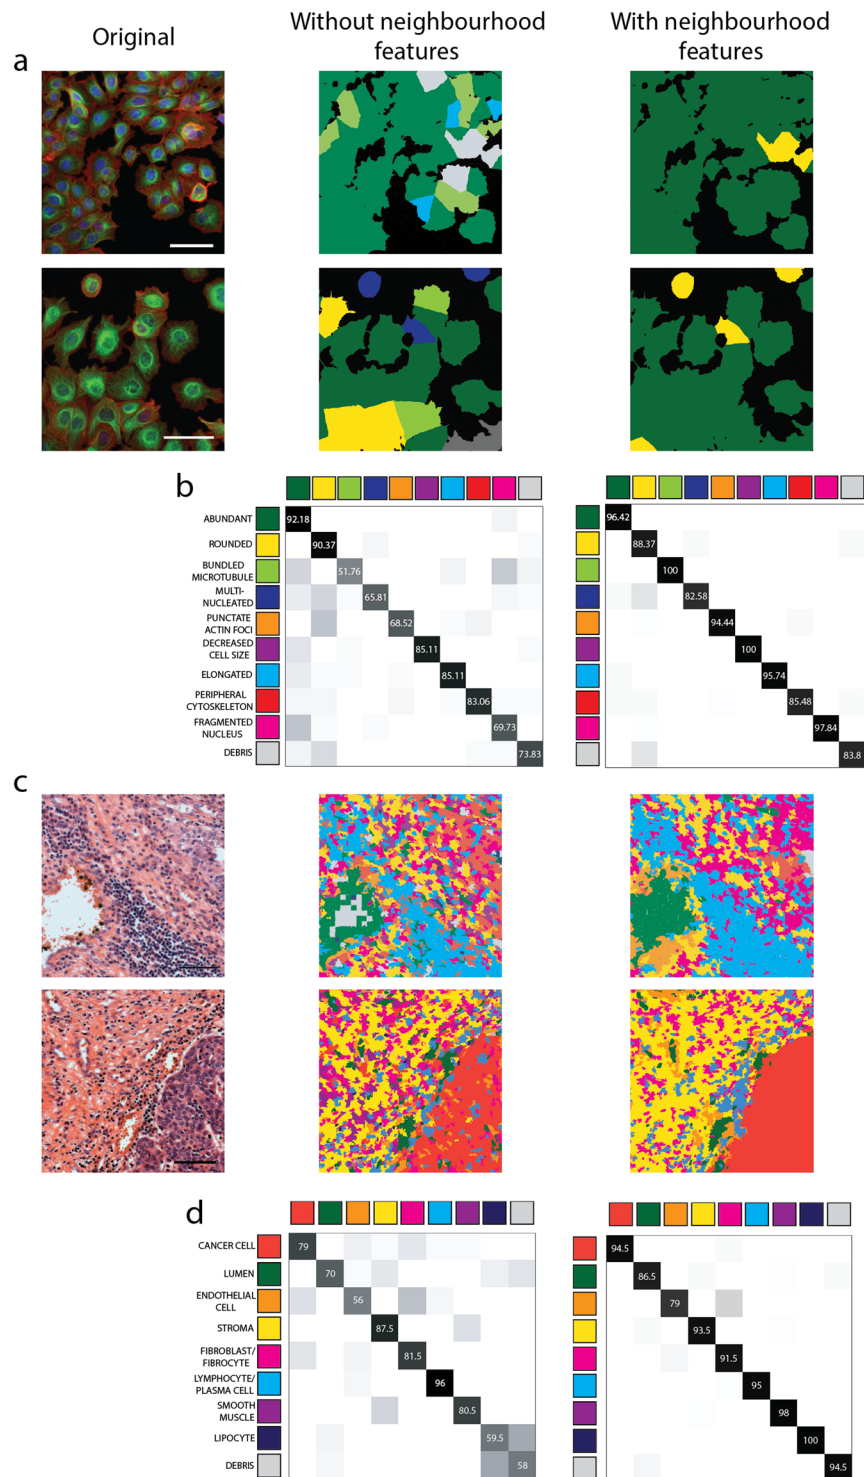 Original
Without neighbourhood
features
With neighbourhood
features
a
b
ABUNDANT
92.18
96.42
ROUNDED
90.37
88.37
BUNDLED
MICROTUBULE
51.76
100
MULTI-
NUCLEATED
65.81
82.58
PUNCTATE
ACTIN FOCI
68.52
94.44
DECREASED
CELL SIZE
85.11
100
ELONGATED
85.11
95.74
PERIPHERAL
CYTOSKELETON
83.06
85.48
FRAGMENTED
NUCLEUS
69.73
97.84
DEBRIS
73.83
83.8
c
d
CANCER CELL
79
94.5
LUMEN
70
86.5
ENDOTHELIAL
CELL
56
79
STROMA
87.5
93.5
FIBROBLAST/
FIBROCYTE
81.5
91.5
LYMPHOCYTE/
PLASMA CELL
96
95
SMOOTH
MUSCLE
80.5
98
LIPOCYTE
59.5
100
DEBRIS
58
94.5